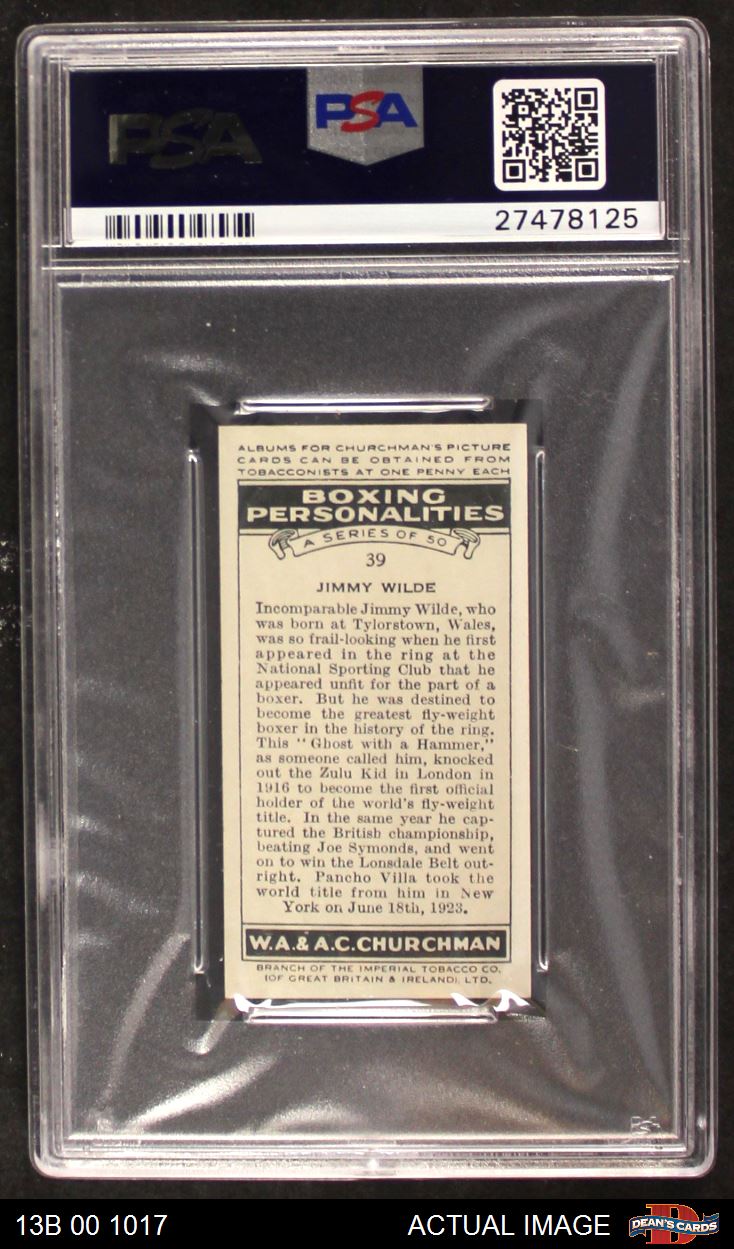 PSA
PSA
27478125
ALBUMS FOR CHURCHMAN'S PICTURE
CARDS CAN BE OBTAINED FROM
TOBACCONISTS AT ONE PENNY EACH
BOXING
PERSONALITIES
A SERIES OF 50
39
JIMMY WILDE
Incomparable Jimmy Wilde, who
was born at Tylorstown, Wales,
was so frail-looking when he first
appeared in the ring at the
National Sporting Club that he
appeared unfit for the part of a
boxer. But he was destined to
become the greatest fly-weight
boxer in the history of the ring.
This "Ghost with a Hammer,"
as someone called him, knocked
out the Zulu Kid in London in
1916 to become the first official
holder of the world's fly-weight
title. In the same year he cap-
tured the British championship,
beating Joe Symonds, and went
on to win the Lonsdale Belt out-
right. Pancho Villa took the
world title from him in New
York on June 18th, 1923.
W.A.& A.C.CHURCHMAN
BRANCH OF THE IMPERIAL TOBACCO CO.
(OF GREAT BRITAIN & IRELAND), LTD.
PSA
13B 00 1017
ACTUAL IMAGE
D
DEAN'S CARDS